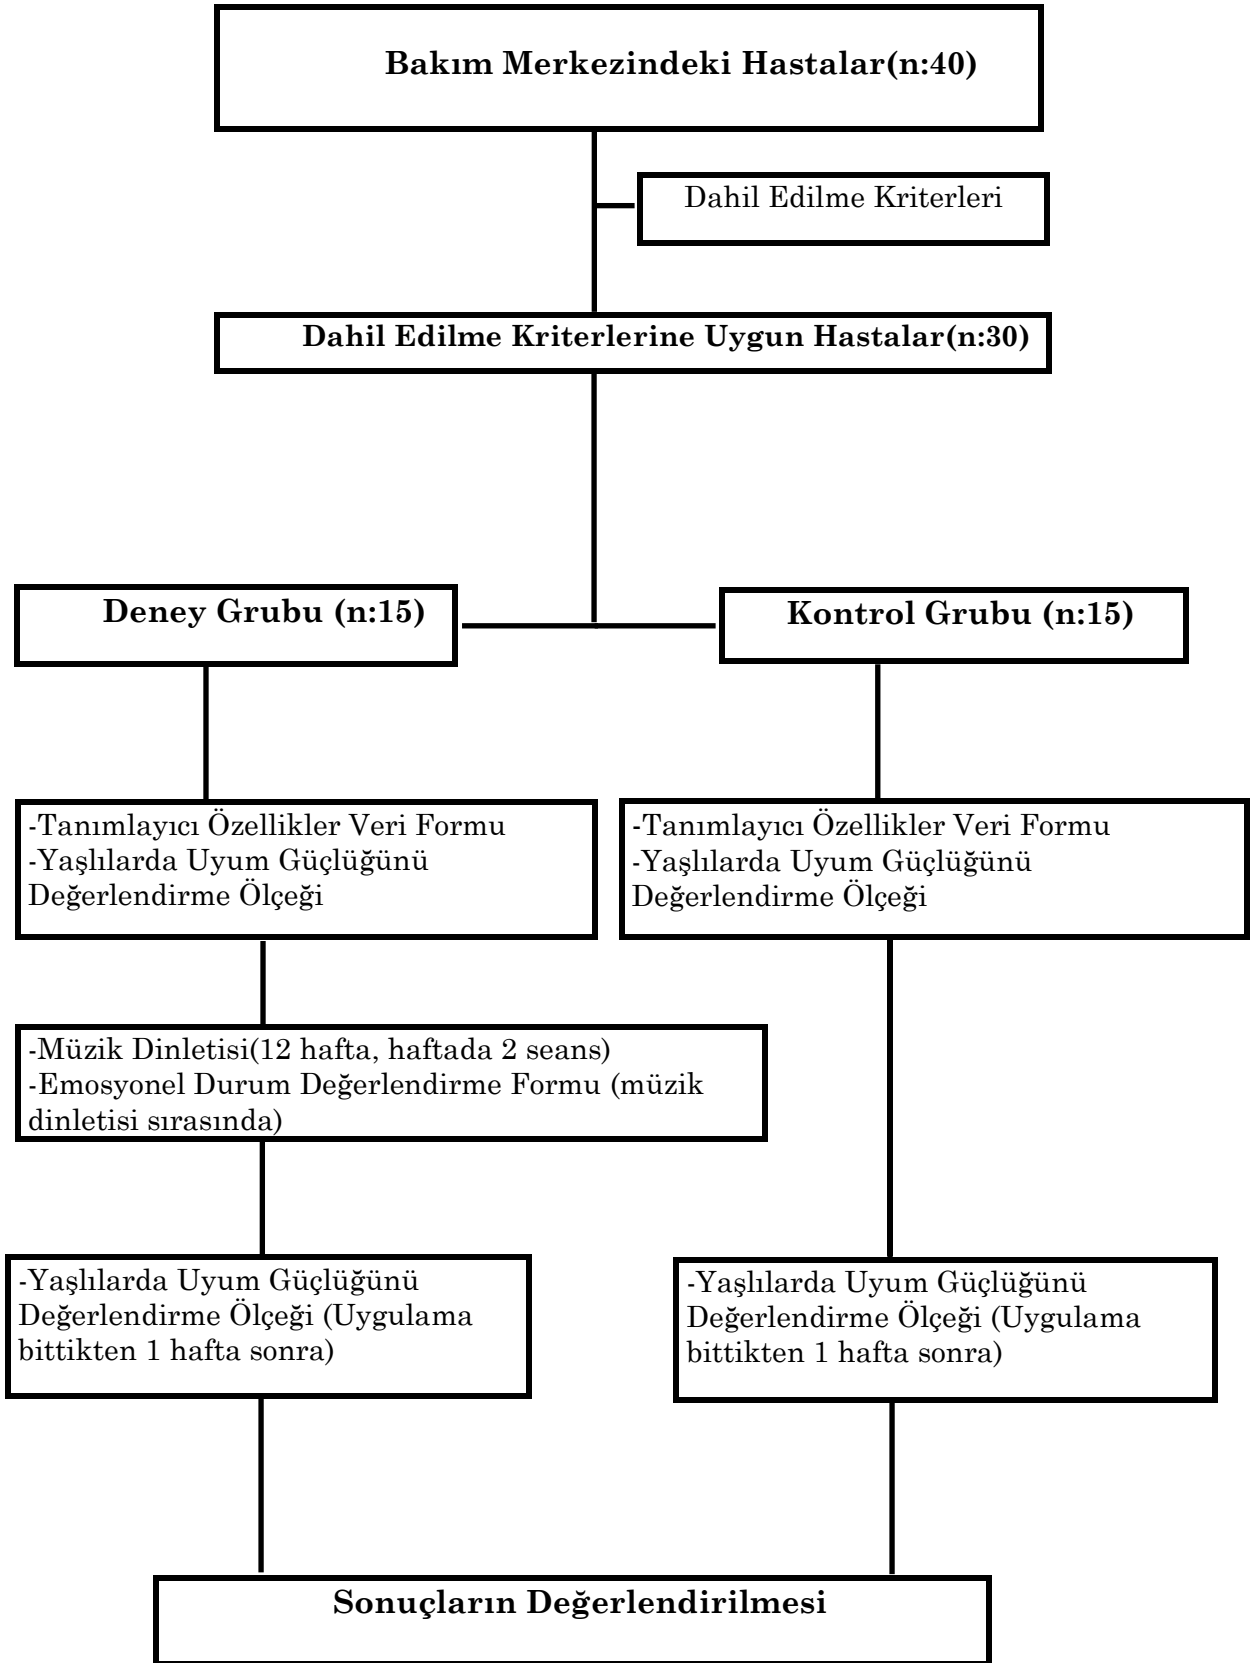 Bakım Merkezindeki Hastalar(n:40)
Dahil Edilme Kriterleri
Dahil Edilme Kriterlerine Uygun Hastalar(n:30)
Deney Grubu (n:15)
Kontrol Grubu (n:15)
-Tanımlayıcı Özellikler Veri Formu
-Yaşlılarda Uyum Güçlüğünü
Değerlendirme Ölçeği
-Tanımlayıcı Özellikler Veri Formu
-Yaşlılarda Uyum Güçlüğünü
Değerlendirme Ölçeği
-Müzik Dinletisi(12 hafta, haftada 2 seans)
-Emosyonel Durum Değerlendirme Formu (müzik
dinletisi sırasında)
-Yaşlılarda Uyum Güçlüğünü
Değerlendirme Ölçeği (Uygulama
bittikten 1 hafta sonra)
-Yaşlılarda Uyum Güçlüğünü
Değerlendirme Ölçeği (Uygulama
bittikten 1 hafta sonra)
Sonuçların Değerlendirilmesi